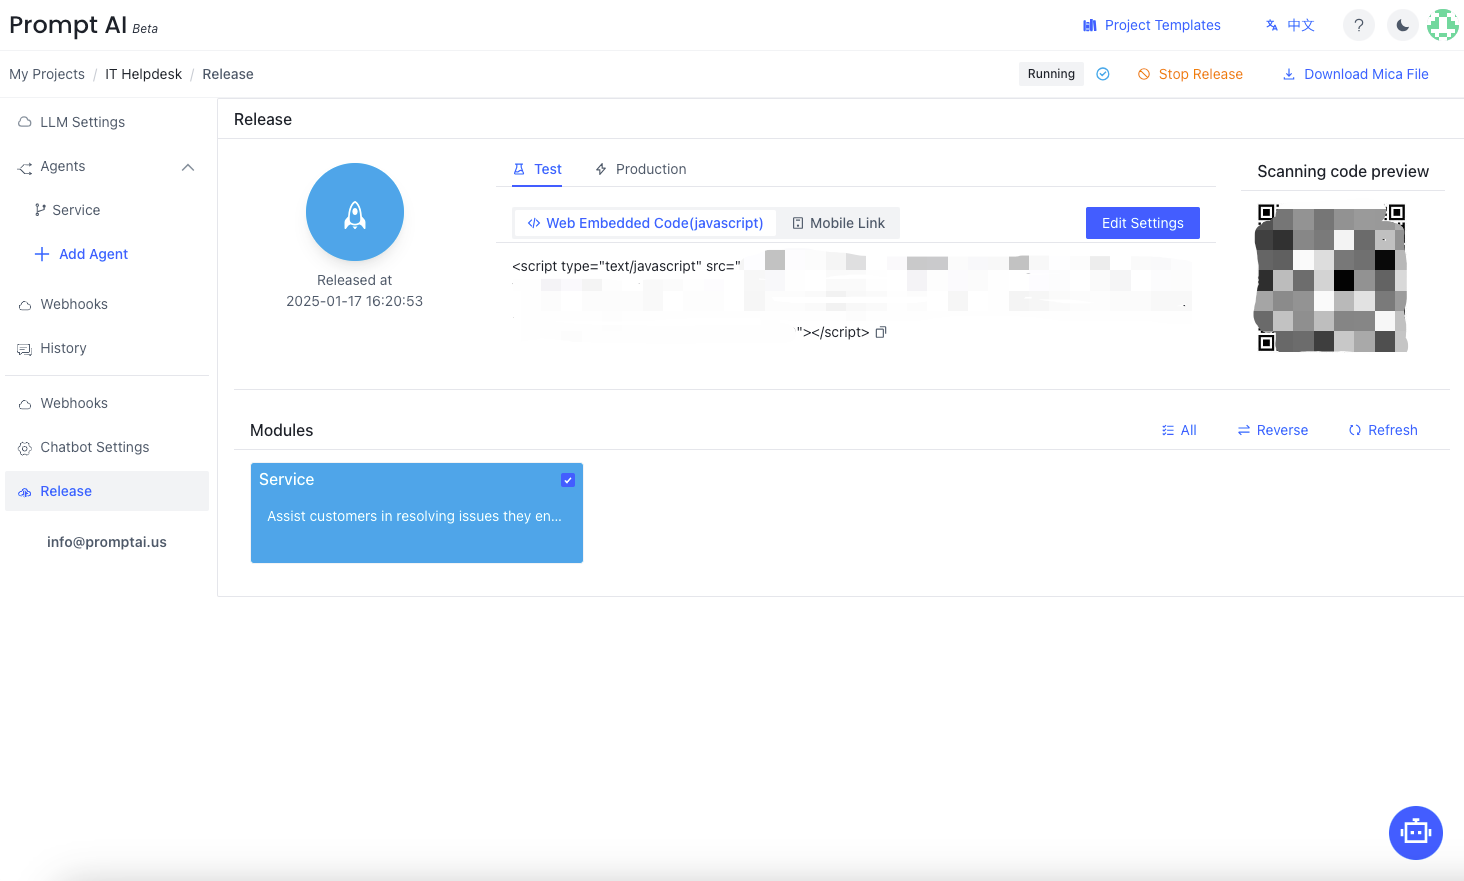 Prompt AI Beta
Project Templates
中文
?
My Projects / IT Helpdesk / Release
Running
Stop Release
Download Mica File
LLM Settings
Agents
Service
Add Agent
Webhooks
History
Webhooks
Chatbot Settings
Release
info@promptai.us
Release
Released at
2025-01-17 16:20:53
Test
Production
Web Embedded Code(javascript)
Mobile Link
Edit Settings
<script type="text/javascript" src="
"></script>
Scanning code preview
Modules
All
Reverse
Refresh
Service
Assist customers in resolving issues they en...